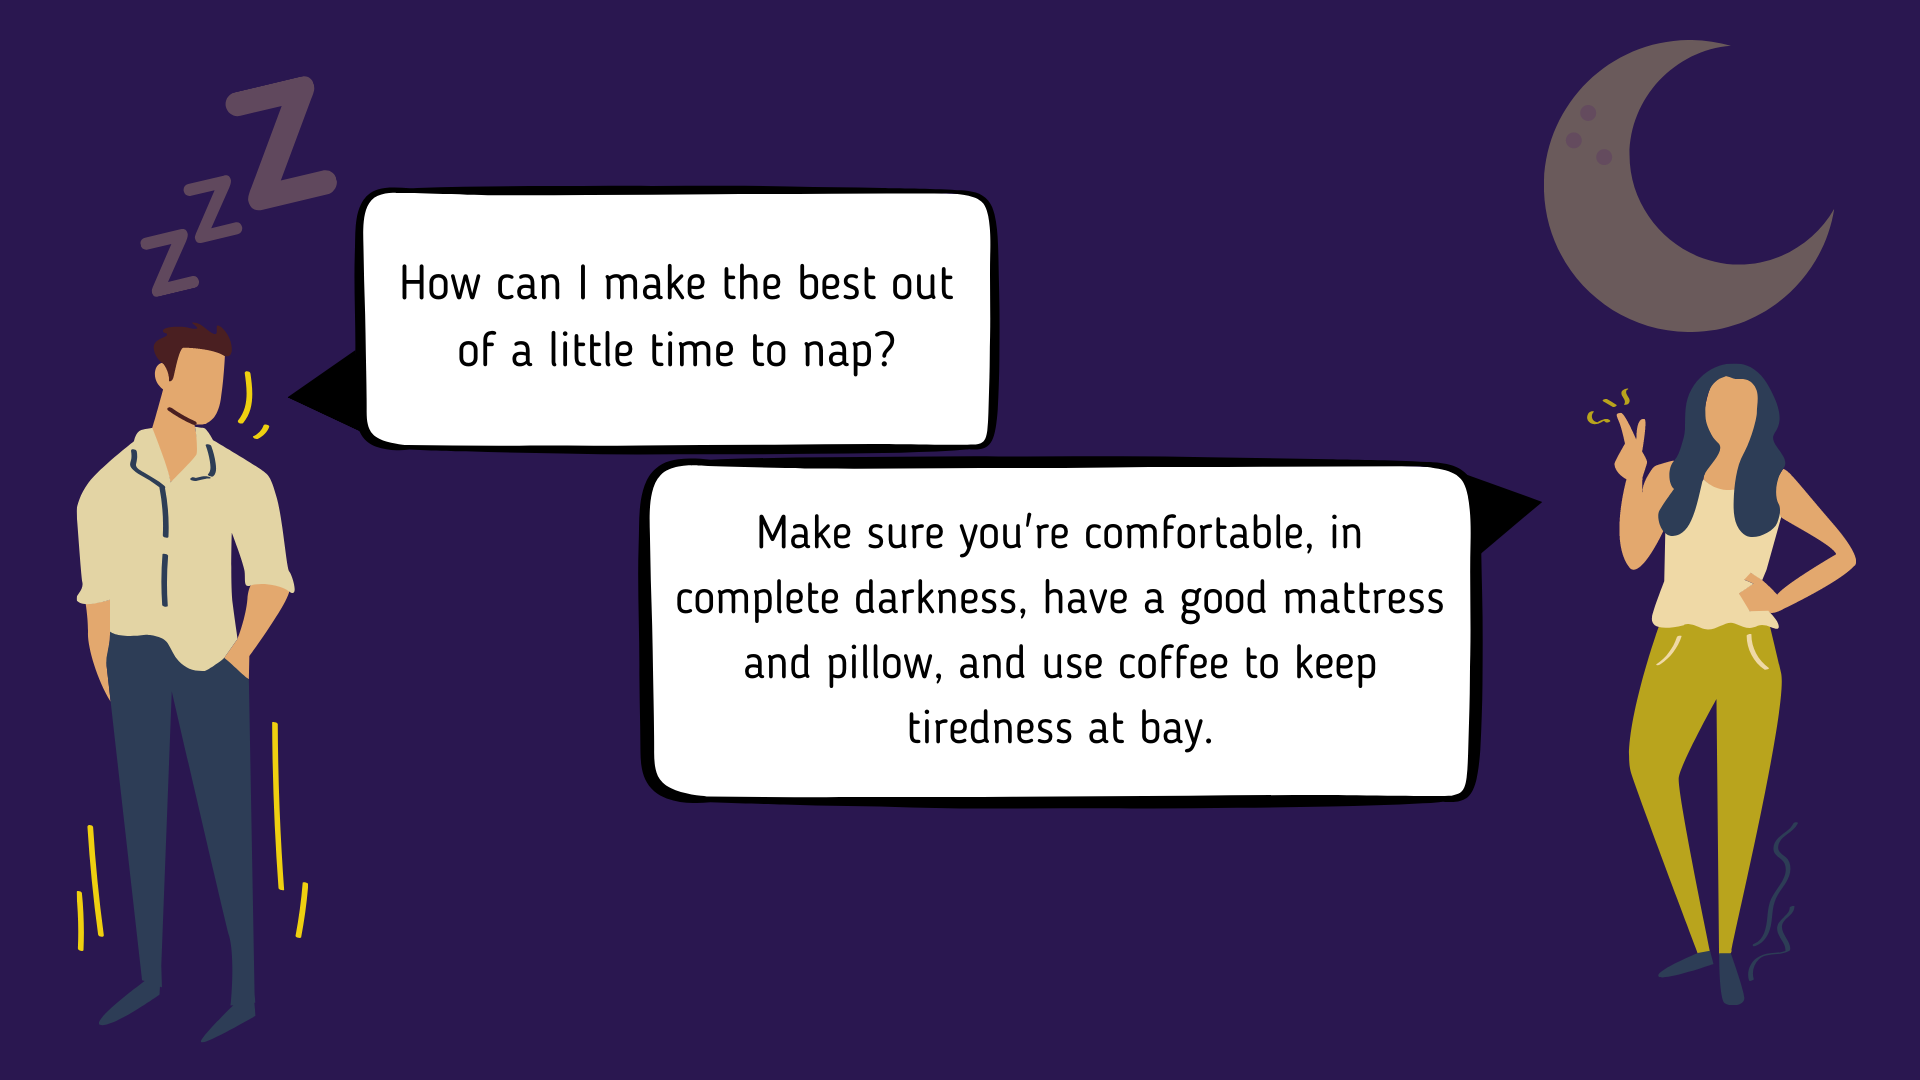 How can I make the best out
of a little time to nap?
Make sure you're comfortable, in
complete darkness, have a good mattress
and pillow, and use coffee to keep
tiredness at bay.